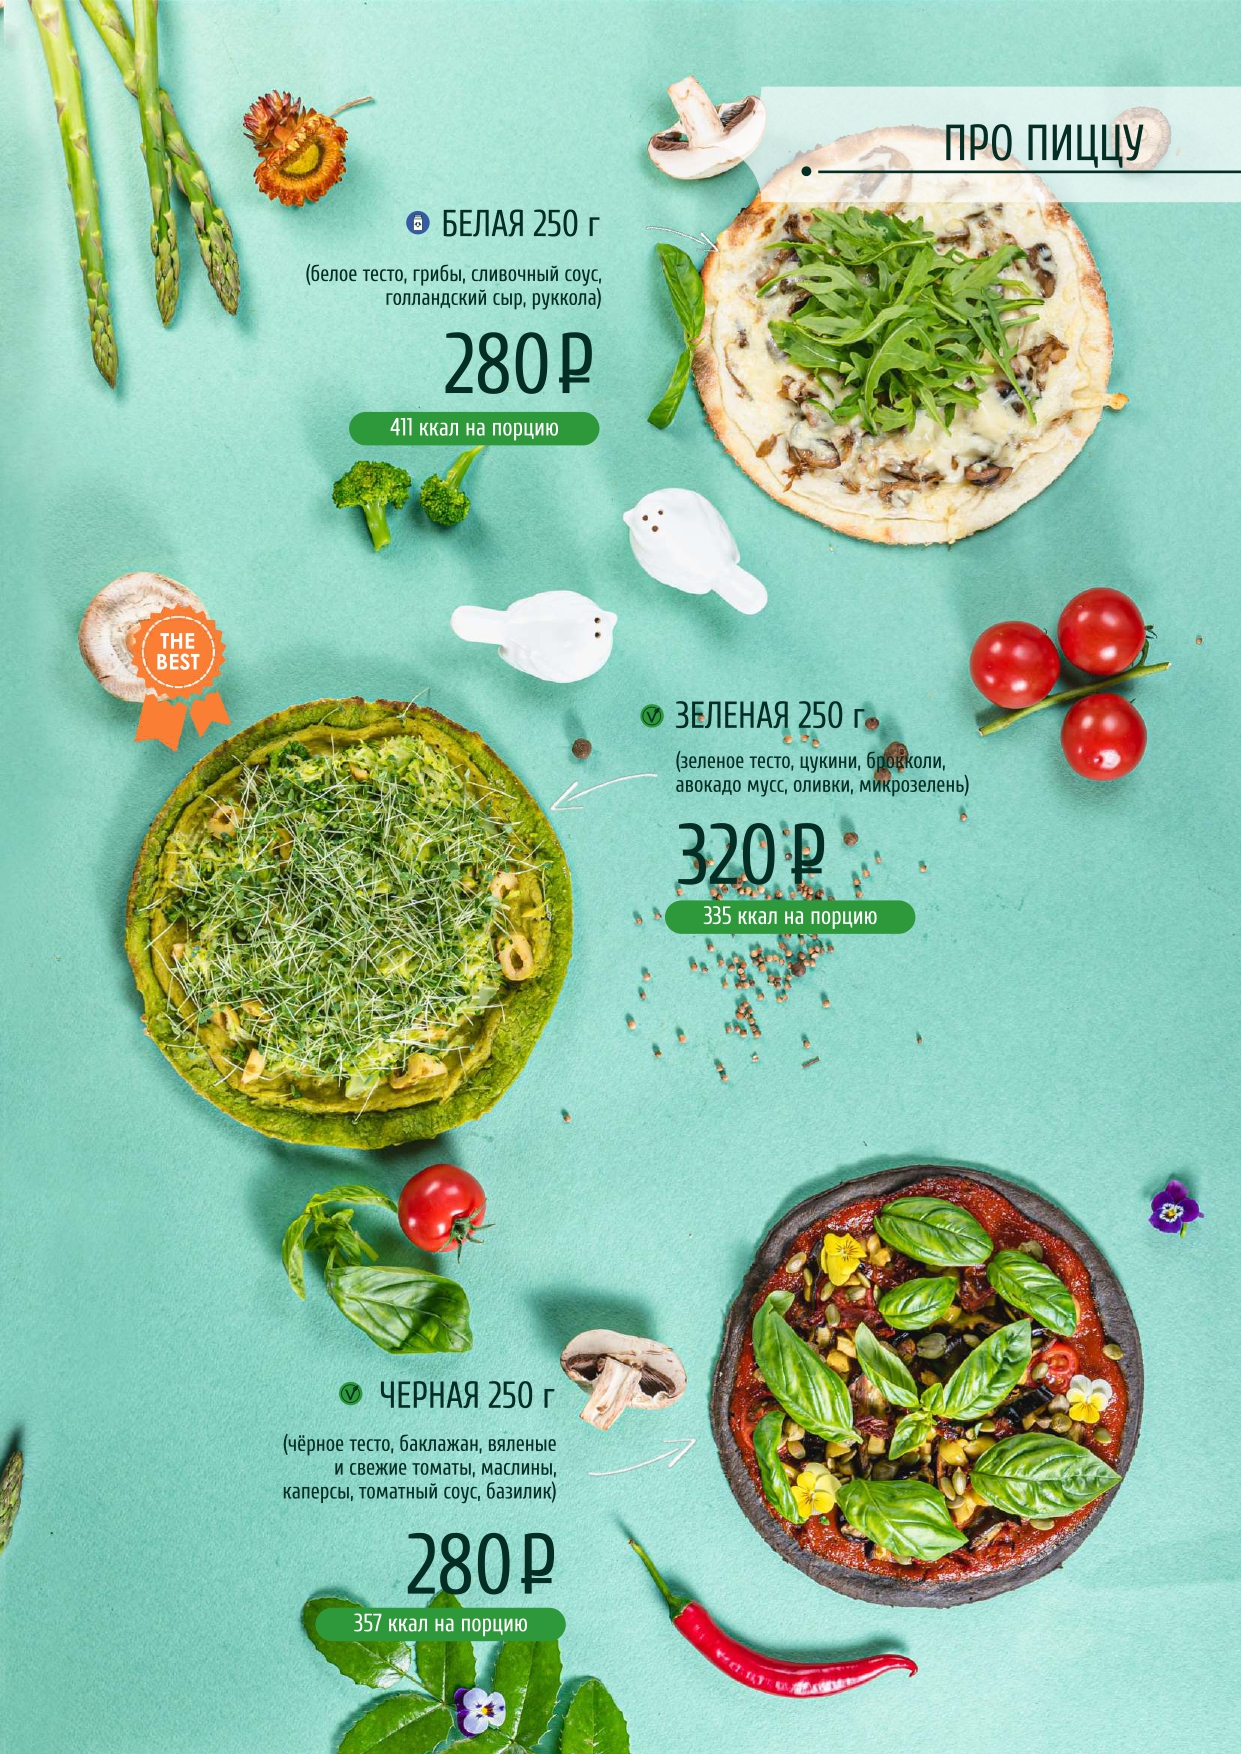 ПРО ПИЦЦУ
БЕЛАЯ 250 г
(белое тесто, грибы, сливочный соус,
голландский сыр, руккола)
280 ₽
411 ккал на порцию
THE
BEST
ЗЕЛЕНАЯ 250 г
(зеленое тесто, цукини, брокколи,
авокадо мусс, оливки, микрозелень)
320 ₽
335 ккал на порцию
ЧЕРНАЯ 250 г
(чёрное тесто, баклажан, вяленые
и свежие томаты, маслины,
каперсы, томатный соус, базилик)
280 ₽
357 ккал на порцию